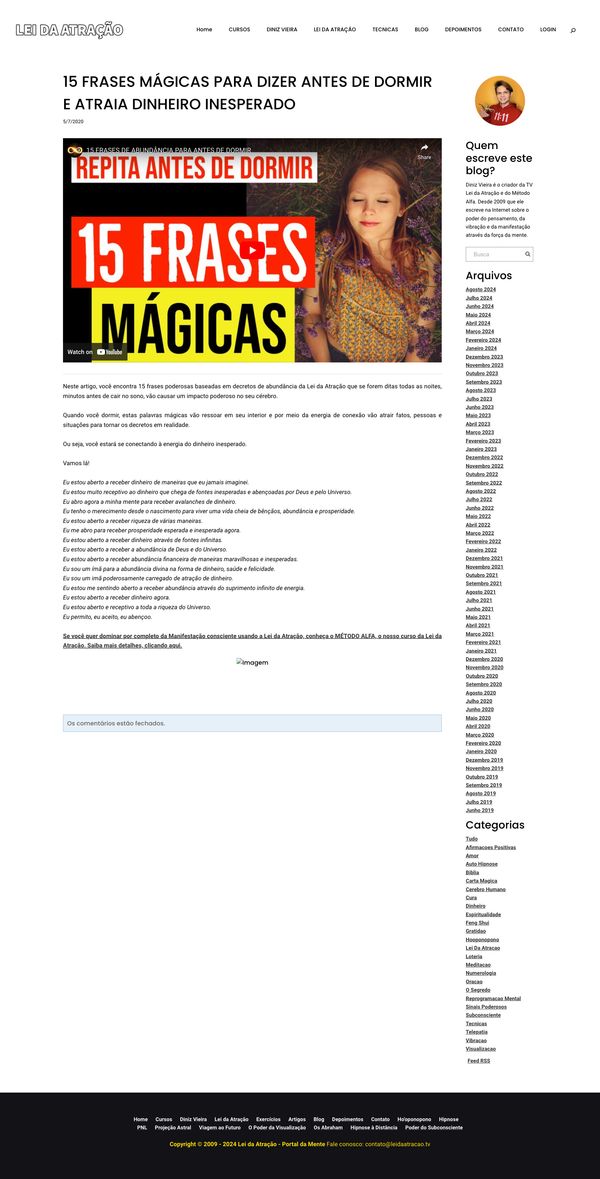 LEI DA ATRAÇÃO
Home CURSOS DINIZ VIEIRA LEI DA ATRAÇÃO TECNICAS BLOG DEPOIMENTOS CONTATO LOGIN
15 FRASES MÁGICAS PARA DIZER ANTES DE DORMIR
E ATRAIA DINHEIRO INESPERADO
5/7/2020
15 FRASES DE ABUNDÂNCIA PARA ANTES DE DORMIR
Share
REPITA ANTES DE DORMIR
15 FRASES
MÁGICAS
Watch on YouTube
Neste artigo, você encontra 15 frases poderosas baseadas em decretos de abundância da Lei da Atração que se forem ditas todas as noites,
minutos antes de cair no sono, vão causar um impacto poderoso no seu cérebro.
Quando você dormir, estas palavras mágicas vão ressoar em seu interior e por meio da energia de conexão vão atrair fatos, pessoas e
situações para tornar os decretos em realidade.
Ou seja, você estará se conectando à energia do dinheiro inesperado.
Vamos lá!
Eu estou aberto a receber dinheiro de maneiras que eu jamais imaginei.
Eu estou muito receptivo ao dinheiro que chega de fontes inesperadas e abençoadas por Deus e pelo Universo.
Eu abro agora a minha mente para receber avalanches de dinheiro.
Eu tenho o merecimento desde o nascimento para viver uma vida cheia de bênçãos, abundância e prosperidade.
Eu estou aberto a receber riqueza de várias maneiras.
Eu me abro para receber prosperidade esperada e inesperada agora.
Eu estou aberto a receber dinheiro através de fontes infinitas.
Eu estou aberto a receber a abundância de Deus e do Universo.
Eu estou aberto a receber abundância financeira de maneiras maravilhosas e inesperadas.
Eu sou um ímã para a abundância divina na forma de dinheiro, saúde e felicidade.
Eu sou um imã poderosamente carregado de atração de dinheiro.
Eu estou me sentindo aberto a receber abundância através do suprimento infinito de energia.
Eu estou aberto a receber dinheiro agora.
Eu estou aberto e receptivo a toda a riqueza do Universo.
Eu permito, eu aceito, eu abençoo.
Se você quer dominar por completo da Manifestação consciente usando a Lei da Atração, conheça o MÉTODO ALFA, o nosso curso da Lei da
Atração. Saiba mais detalhes, clicando aqui.
imagem
Os comentários estão fechados.
11:11
Quem
escreve este
blog?
Diniz Vieira é o criador da TV
Lei da Atração e do Método
Alfa. Desde 2009 que ele
escreve na Internet sobre o
poder do pensamento, da
vibração e da manifestação
através da força da mente.
Busca
Arquivos
Agosto 2024
Julho 2024
Junho 2024
Maio 2024
Abril 2024
Março 2024
Fevereiro 2024
Janeiro 2024
Dezembro 2023
Novembro 2023
Outubro 2023
Setembro 2023
Agosto 2023
Julho 2023
Junho 2023
Maio 2023
Abril 2023
Março 2023
Fevereiro 2023
Janeiro 2023
Dezembro 2022
Novembro 2022
Outubro 2022
Setembro 2022
Agosto 2022
Julho 2022
Junho 2022
Maio 2022
Abril 2022
Março 2022
Fevereiro 2022
Janeiro 2022
Dezembro 2021
Novembro 2021
Outubro 2021
Setembro 2021
Agosto 2021
Julho 2021
Junho 2021
Maio 2021
Abril 2021
Março 2021
Fevereiro 2021
Janeiro 2021
Dezembro 2020
Novembro 2020
Outubro 2020
Setembro 2020
Agosto 2020
Julho 2020
Junho 2020
Maio 2020
Abril 2020
Março 2020
Fevereiro 2020
Janeiro 2020
Dezembro 2019
Novembro 2019
Outubro 2019
Setembro 2019
Agosto 2019
Julho 2019
Junho 2019
Categorias
Tudo
Afirmacoes Positivas
Amor
Auto Hipnose
Bíblia
Carta Magica
Cerebro Humano
Cura
Dinheiro
Espiritualidade
Feng Shui
Gratidao
Hooponopono
Lei Da Atracao
Loteria
Meditacao
Numerologia
Oracao
O Segredo
Reprogramacao Mental
Sinais Poderosos
Subconsciente
Tecnicas
Telepatia
Vibracao
Visualizacao
Feed RSS
Home Cursos Diniz Vieira Lei da Atração Exercícios Artigos Blog Depoimentos Contato Ho'oponopono Hipnose
PNL Projeção Astral Viagem ao Futuro O Poder da Visualização Os Abraham Hipnose à Distância Poder do Subconsciente
Copyright © 2009 - 2024 Lei da Atração - Portal da Mente Fale conosco: contato@leidaatracao.tv